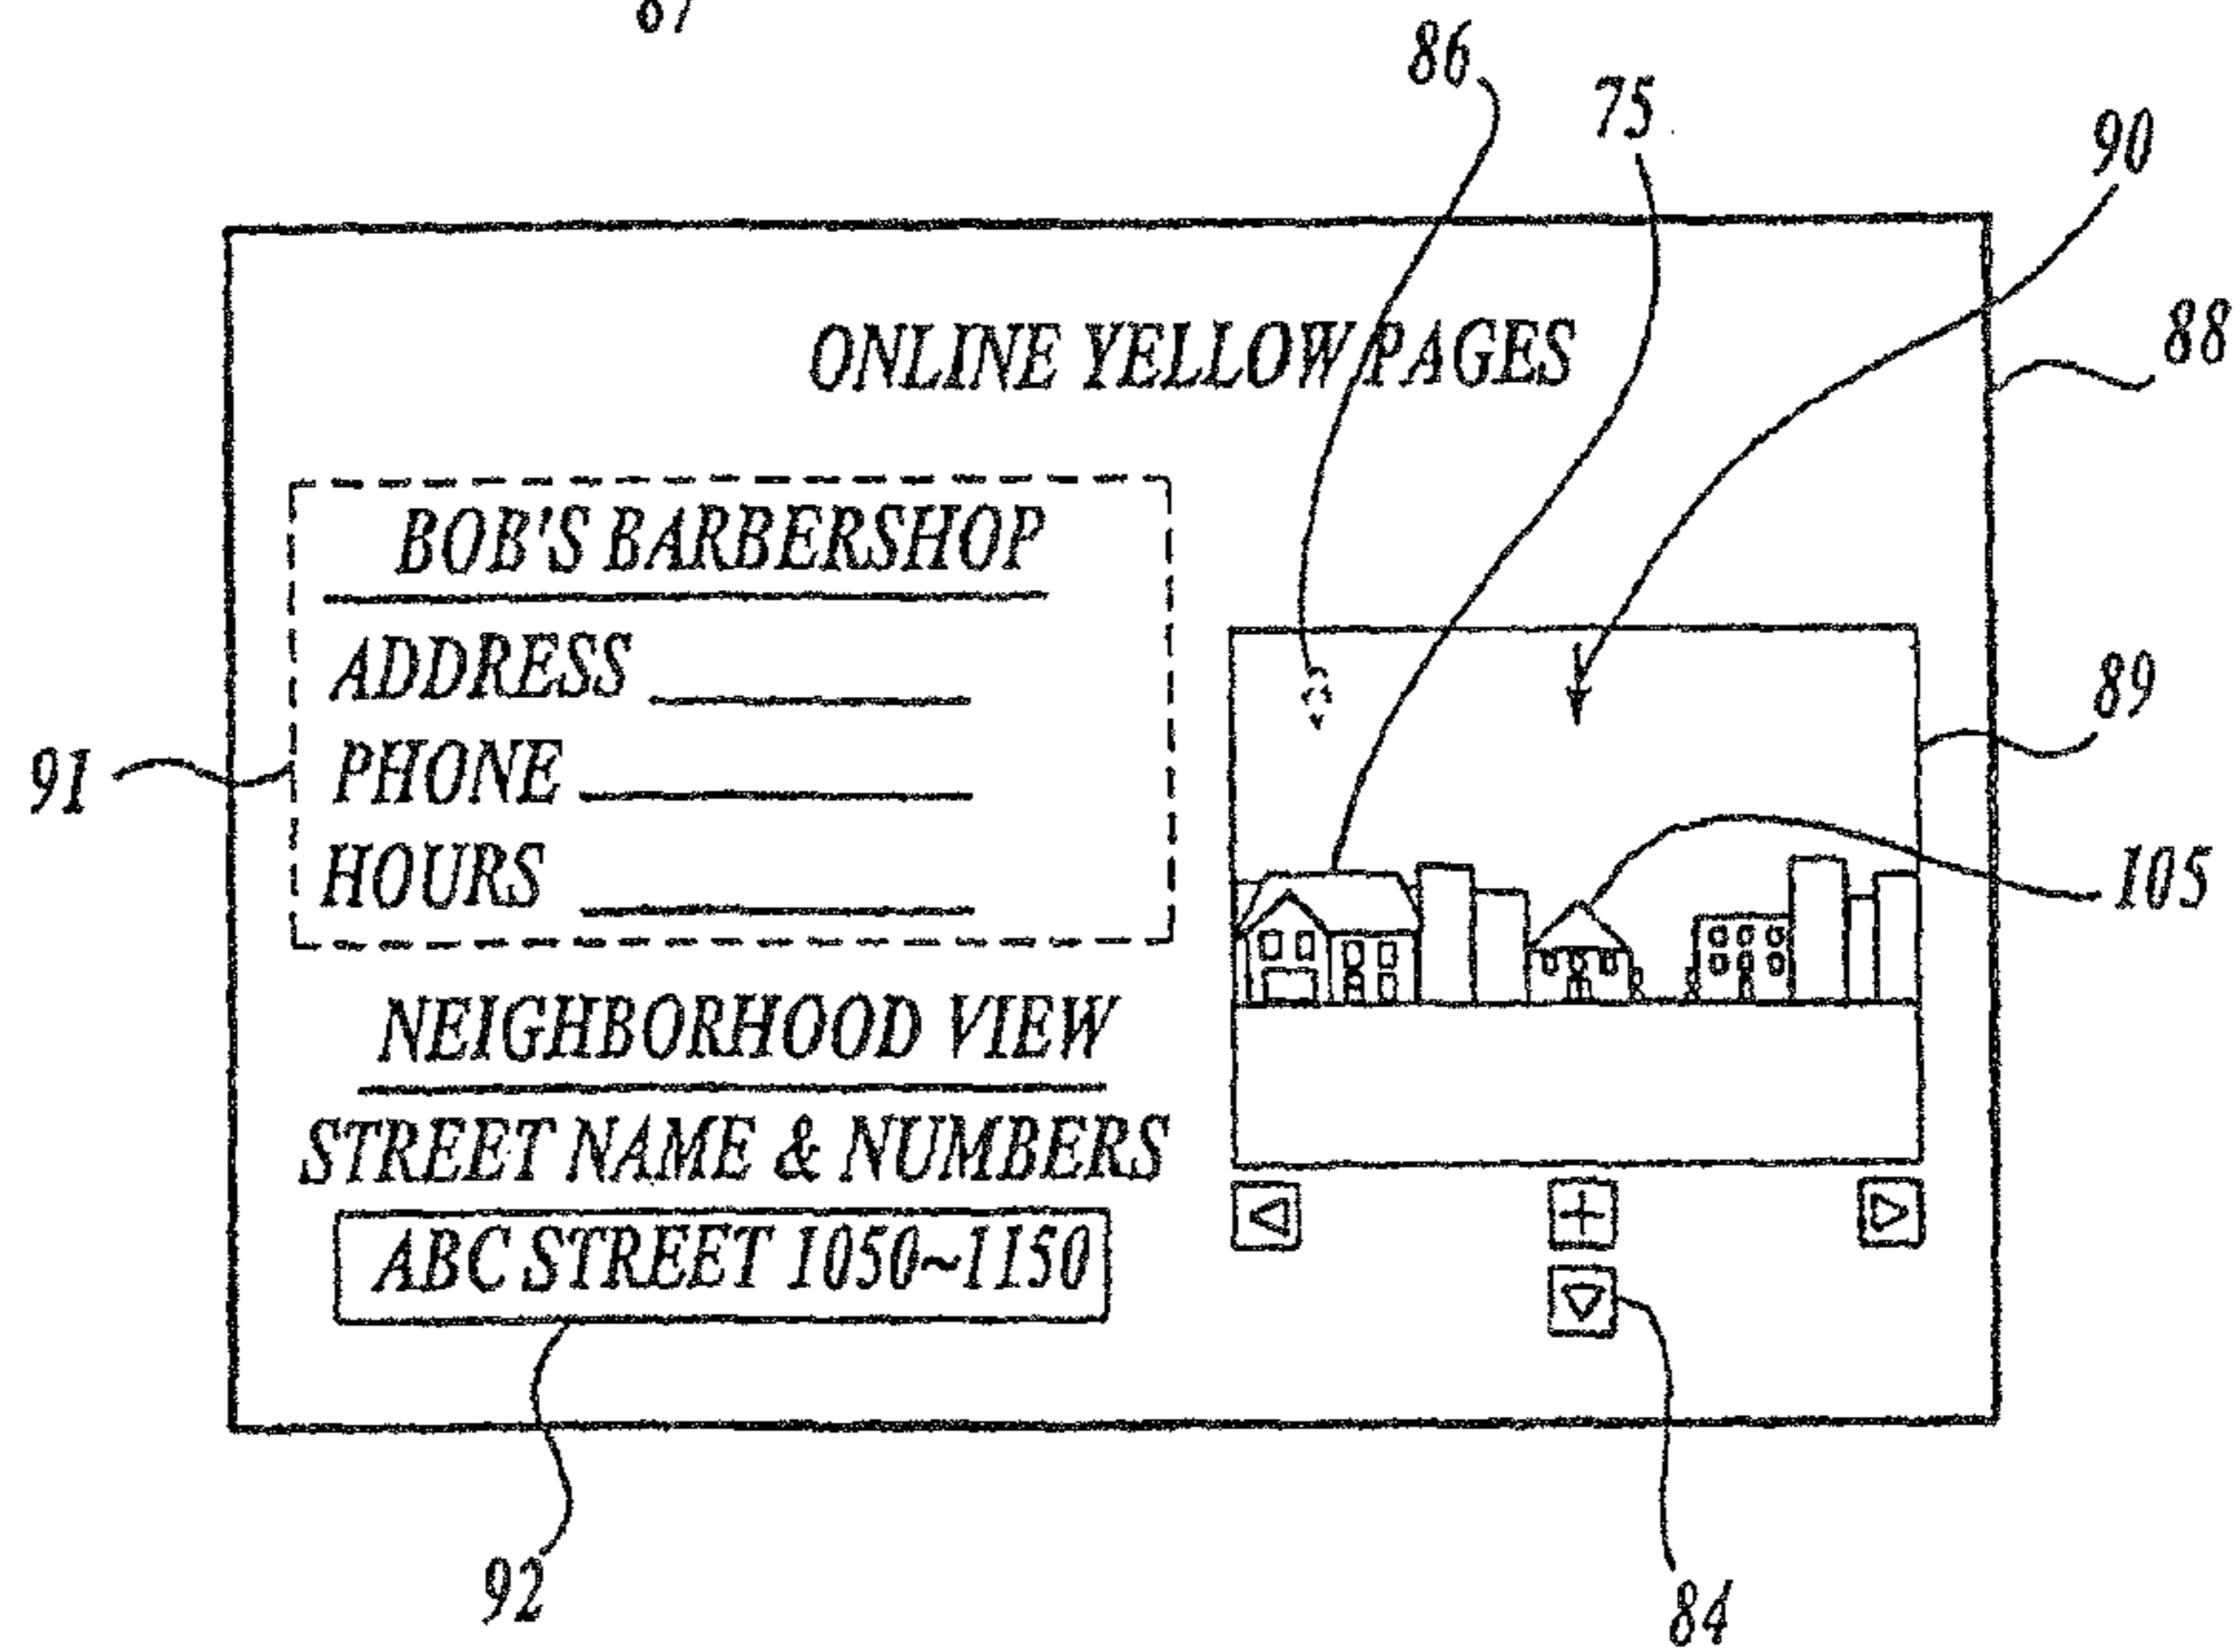 86
75
90
88
ONLINE YELLOW PAGES
BOB'S BARBERSHOP
ADDRESS
PHONE
HOURS
91
89
105
NEIGHBORHOOD VIEW
STREET NAME & NUMBERS
ABC STREET 1050~1150
92
84